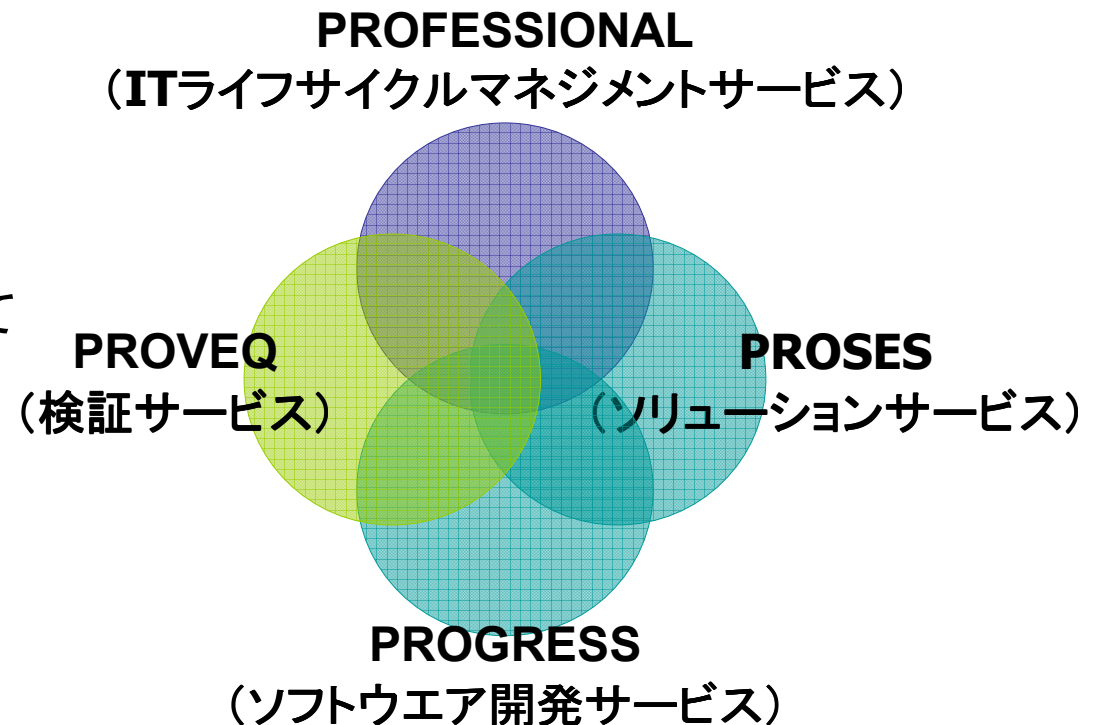 PROFESSIONAL
（ITライフサイクルマネジメントサービス）
て
PROVEQ
（検証サービス）
PROSES
（ソリューションサービス）
PROGRESS
（ソフトウエア開発サービス）